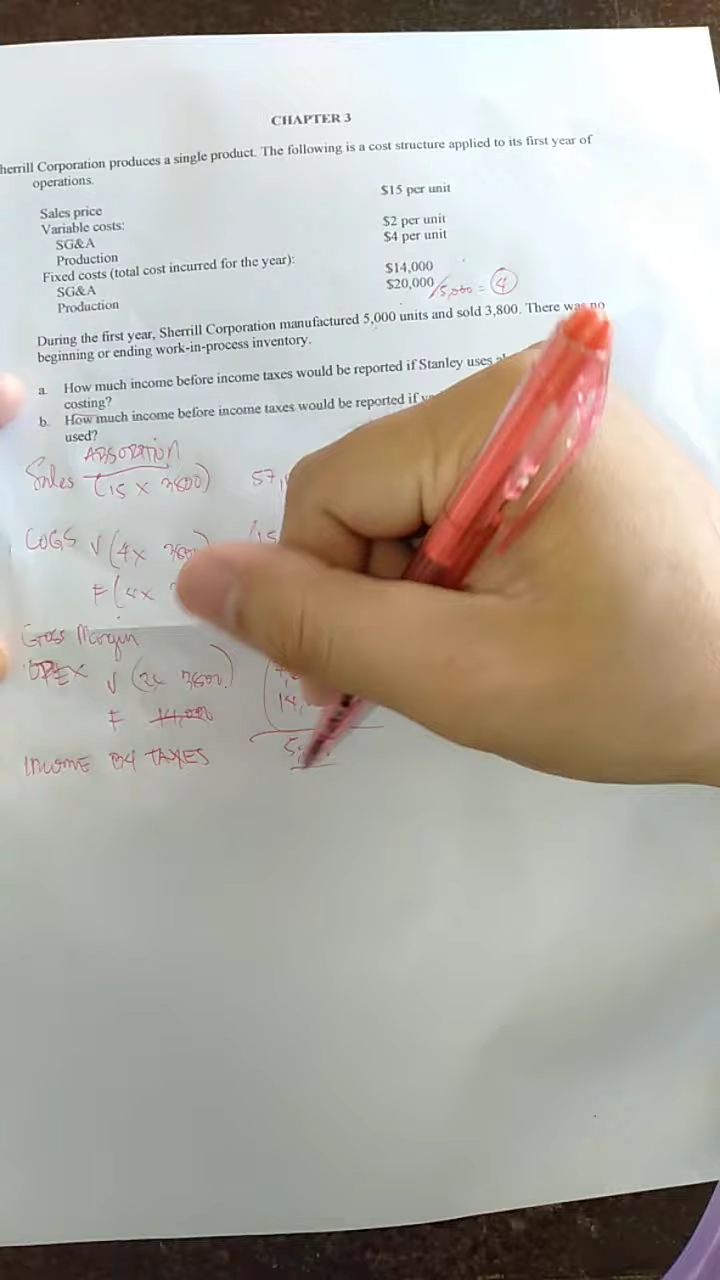 CHAPTER 3
herrill Corporation produces a single product. The following is a cost structure applied to its first year of
operations.
Sales price $15 per unit
Variable costs:
SG&A $2 per unit
Production $4 per unit
Fixed costs (total cost incurred for the year):
SG&A $14,000
Production $20,000 /5,000 = 4
During the first year, Sherrill Corporation manufactured 5,000 units and sold 3,800. There was no
beginning or ending work-in-process inventory.
a. How much income before income taxes would be reported if Stanley uses
costing?
b. How much income before income taxes would be reported if
used?
ABSORPTION
Sales (15 x 3800) 57,
COGS V (4x 380
F (4x
Gross Margin
OPEX V (2x 3800)
F 14,000 14,
INCOME B4 TAXES 5,